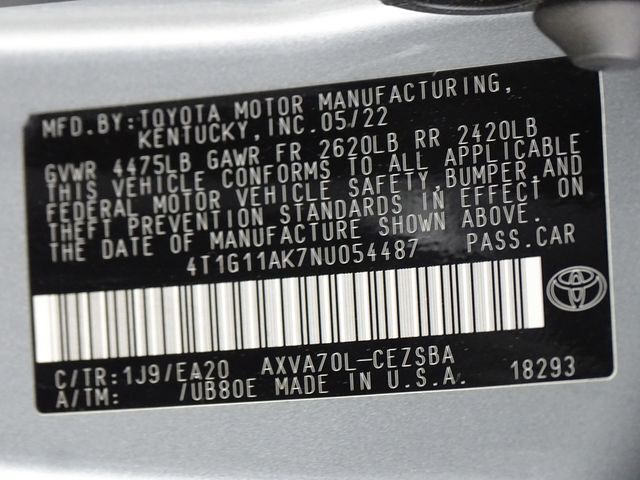 MFD.BY:TOYOTA MOTOR MANUFACTURING,
KENTUCKY,INC.05/22
GVWR 4475LB GAWR FR 2620LB RR 2420LB
THIS VEHICLE CONFORMS TO ALL APPLICABLE
FEDERAL MOTOR VEHICLE SAFETY,BUMPER,AND
THEFT PREVENTION STANDARDS IN EFFECT ON
THE DATE OF MANUFACTURE SHOWN ABOVE.
4T1G11AK7NU054487 PASS.CAR
C/TR:1J9/EA20 AXVA70L-CEZSBA
A/TM: /UB80E MADE IN U.S.A. 18293